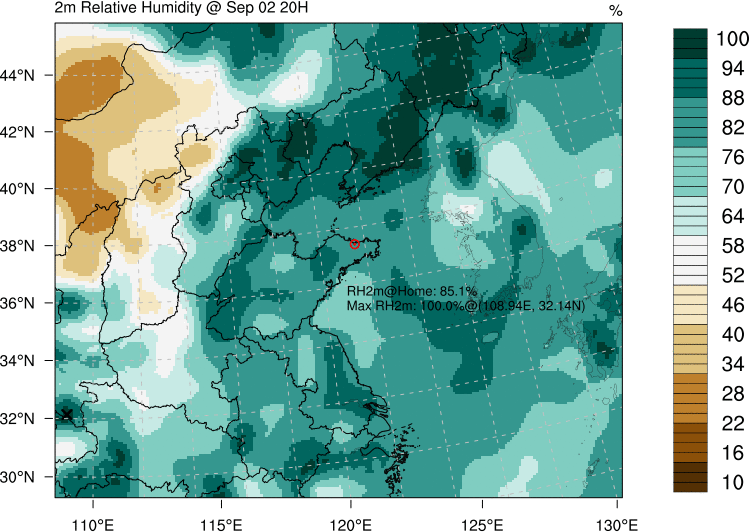 2m Relative Humidity @ Sep 02 20H
%
100
94
88
82
76
70
64
58
52
46
40
34
28
22
16
10
44°N
42°N
40°N
38°N
36°N
34°N
32°N
30°N
RH2m@Home: 85.1%
Max RH2m: 100.0%@(108.94E, 32.14N)
110°E 115°E 120°E 125°E 130°E